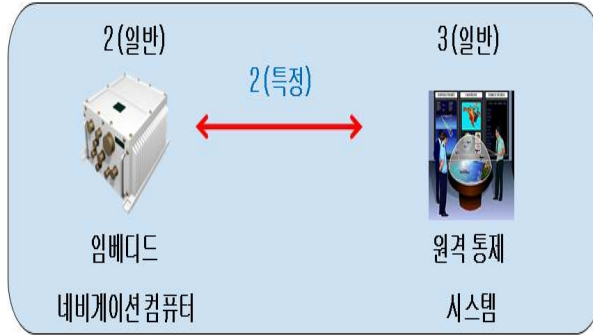 2(일반)
3(일반)
2(특정)
임베디드
네비게이션컴퓨터
원격 통제
시스템